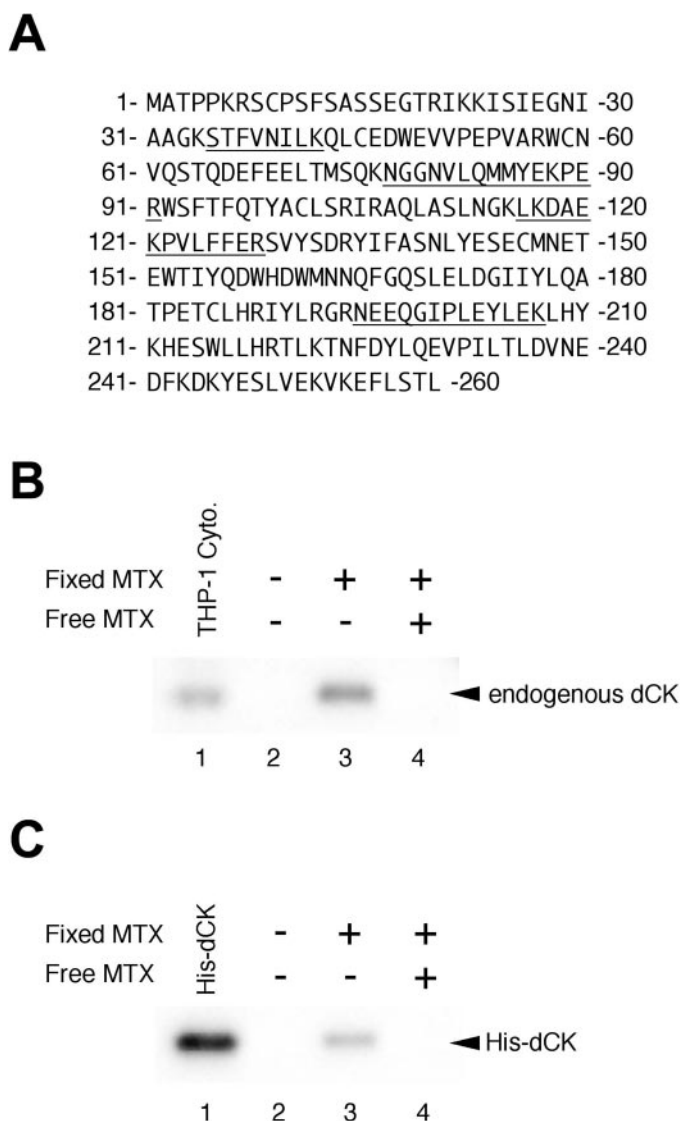 A
1- MATPPKRSCPSFSASSEGTRIKKISIEGNI -30
31- AAGKSTFVNILKQLCEDWEVVPEPVARWCN -60
61- VQSTQDEFEELTMSQKNGGNVLQMMYEKPE -90
91- RWSFTFQTYACLSRIRAQLASLNGKLKDAE -120
121- KPVLFFERSVYSDRYIFASNLYESECMNET -150
151- EWTIYQDWHDWMNNQFGQSLELDGIIYLQA -180
181- TPETCLHRIYLRGRNEEQGIPLEYLEKLHY -210
211- KHESWLLHRTLKTNFDYLQEVPILTLDVNE -240
241- DFKDKYESLVEKVKEFLSTL -260
B
THP-1 Cyto.
Fixed MTX - + +
Free MTX - - +
endogenous dCK
1 2 3 4
C
His-dCK
Fixed MTX - + +
Free MTX - - +
His-dCK
1 2 3 4